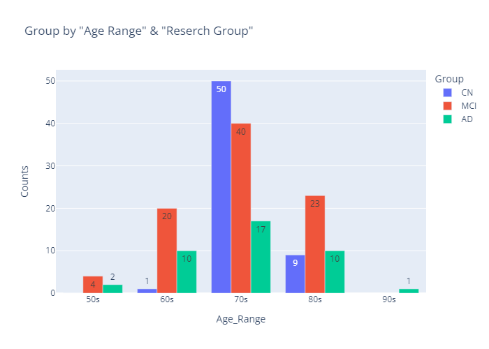 Group by "Age Range" & "Reserch Group"
Group
CN
MCI
AD
Counts
50
40
30
20
10
0
4
2
1
20
10
50
40
17
9
23
10
1
50s
60s
70s
80s
90s
Age_Range